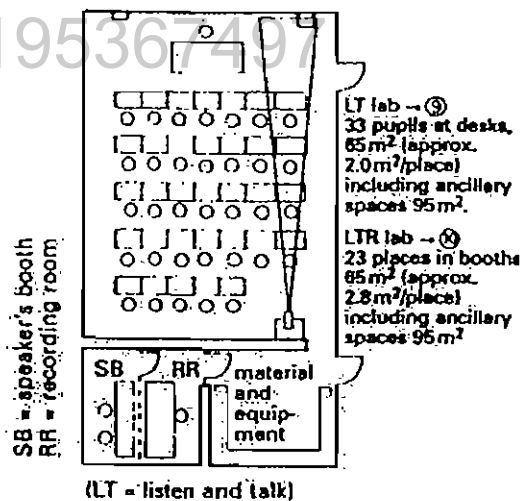 195367497
LT lab → ⑨
33 pupils at desks,
65 m² (approx.
2.0 m²/place)
including ancillary
spaces 95 m².
LTR lab → ⑩
23 places in booths
65 m² (approx.
2.8 m²/place)
including ancillary
spaces 95 m²
SB = speaker's booth
RR = recording room
SB
RR
material
and
equip-
ment
(LT = listen and talk)